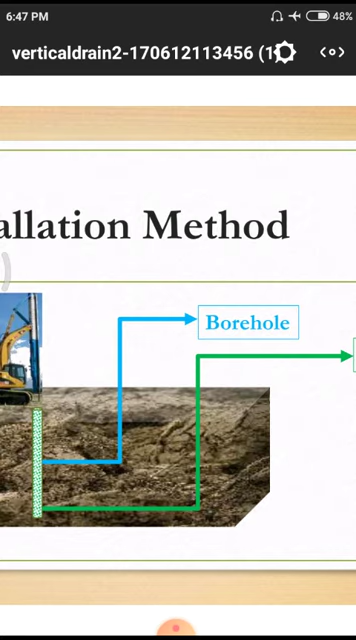 6:47 PM
48%
verticaldrain2-170612113456 (1
allation Method
Borehole